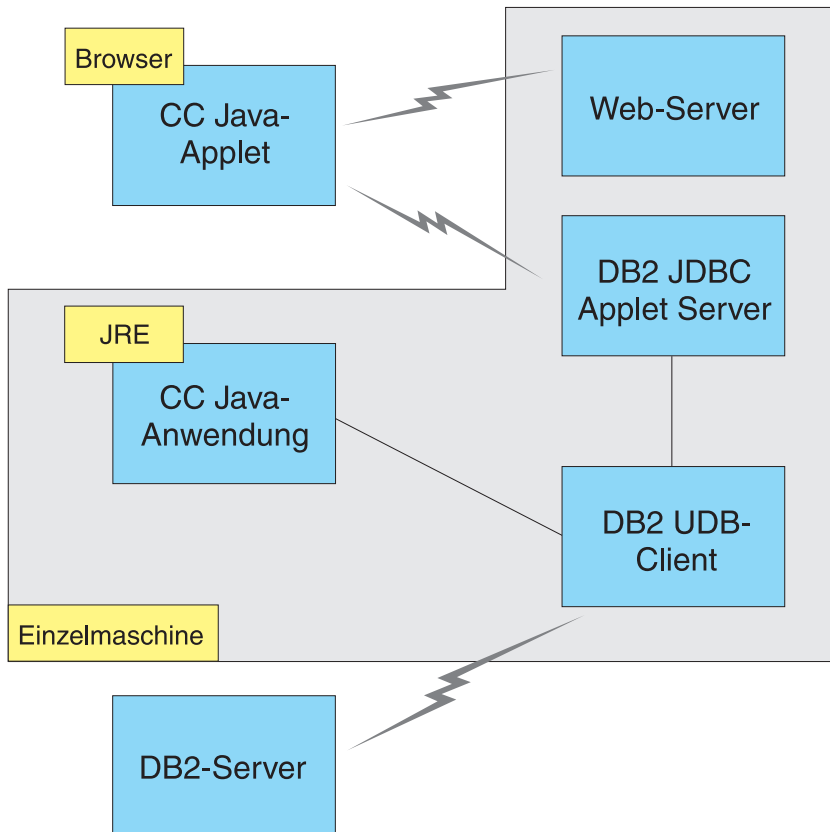 Browser
CC Java-
Applet
Web-Server
DB2 JDBC
Applet Server
JRE
CC Java-
Anwendung
DB2 UDB-
Client
Einzelmaschine
DB2-Server